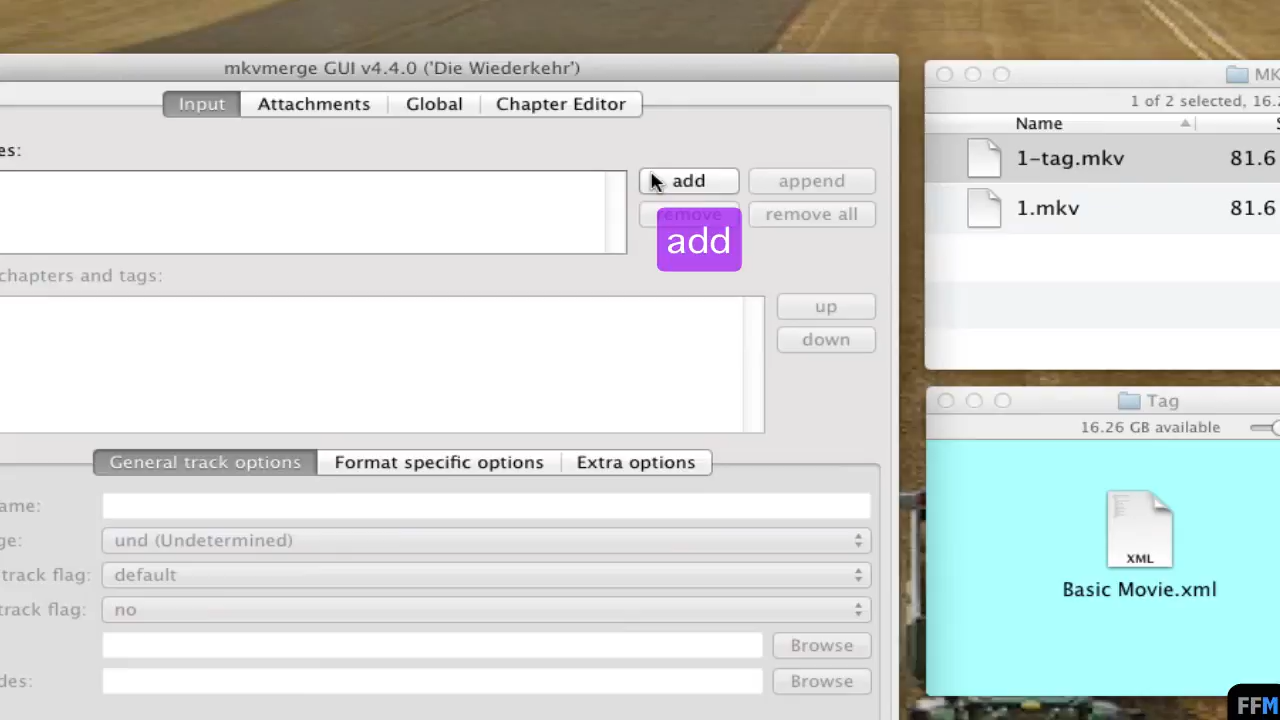 mkvmerge GUI v4.4.0 ('Die Wiederkehr')
Input
Attachments
Global
Chapter Editor
es:
add
append
remove
remove all
add
chapters and tags:
up
down
General track options
Format specific options
Extra options
ame:
ge:
und (Undetermined)
track flag:
default
track flag:
no
Browse
des:
Browse
MK
1 of 2 selected, 16.2
Name
S
1-tag.mkv
81.6
1.mkv
81.6
Tag
16.26 GB available
XML
Basic Movie.xml
FFM